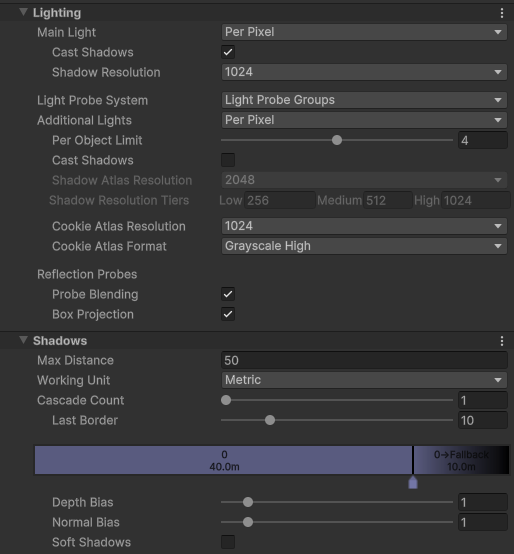 Lighting
Main Light Per Pixel
Cast Shadows
Shadow Resolution 1024
Light Probe System Light Probe Groups
Additional Lights Per Pixel
Per Object Limit 4
Cast Shadows
Shadow Atlas Resolution 2048
Shadow Resolution Tiers Low 256 Medium 512 High 1024
Cookie Atlas Resolution 1024
Cookie Atlas Format Grayscale High
Reflection Probes
Probe Blending
Box Projection
Shadows
Max Distance 50
Working Unit Metric
Cascade Count 1
Last Border 10
0 0→Fallback
40.0m 10.0m
Depth Bias 1
Normal Bias 1
Soft Shadows